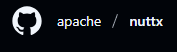 apache / nuttx